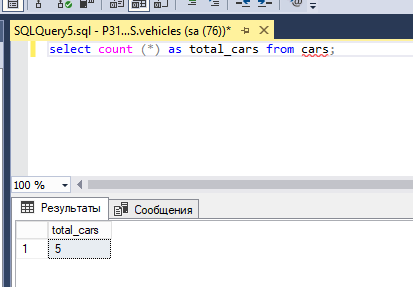 SQLQuery5.sql - P31...S.vehicles (sa (76))*
select count (*) as total_cars from cars;
100 %
Результаты Сообщения
total_cars
1 5